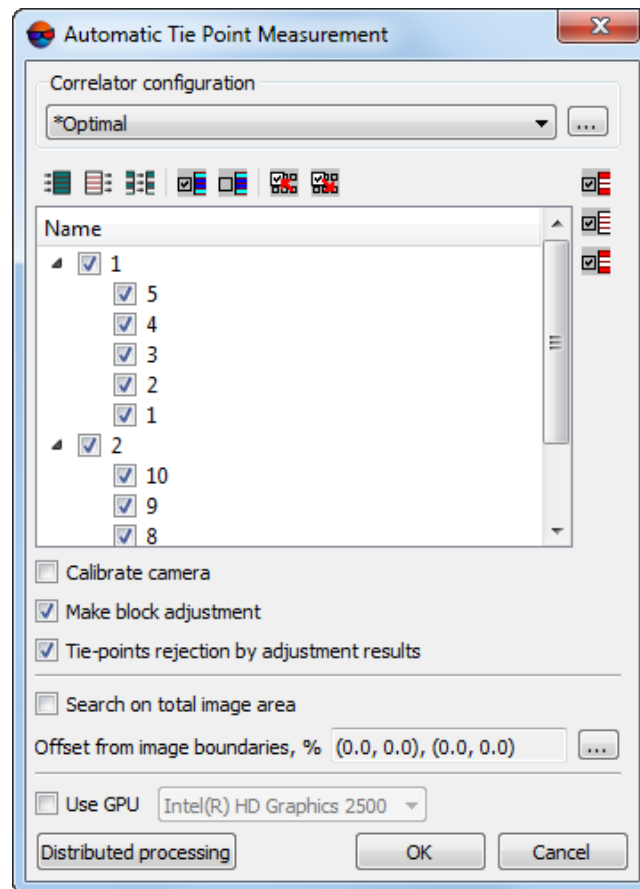 Automatic Tie Point Measurement
Correlator configuration
*Optimal
...
Name
1
5
4
3
2
1
2
10
9
8
Calibrate camera
Make block adjustment
Tie-points rejection by adjustment results
Search on total image area
Offset from image boundaries, % (0.0, 0.0), (0.0, 0.0) ...
Use GPU Intel(R) HD Graphics 2500
Distributed processing OK Cancel